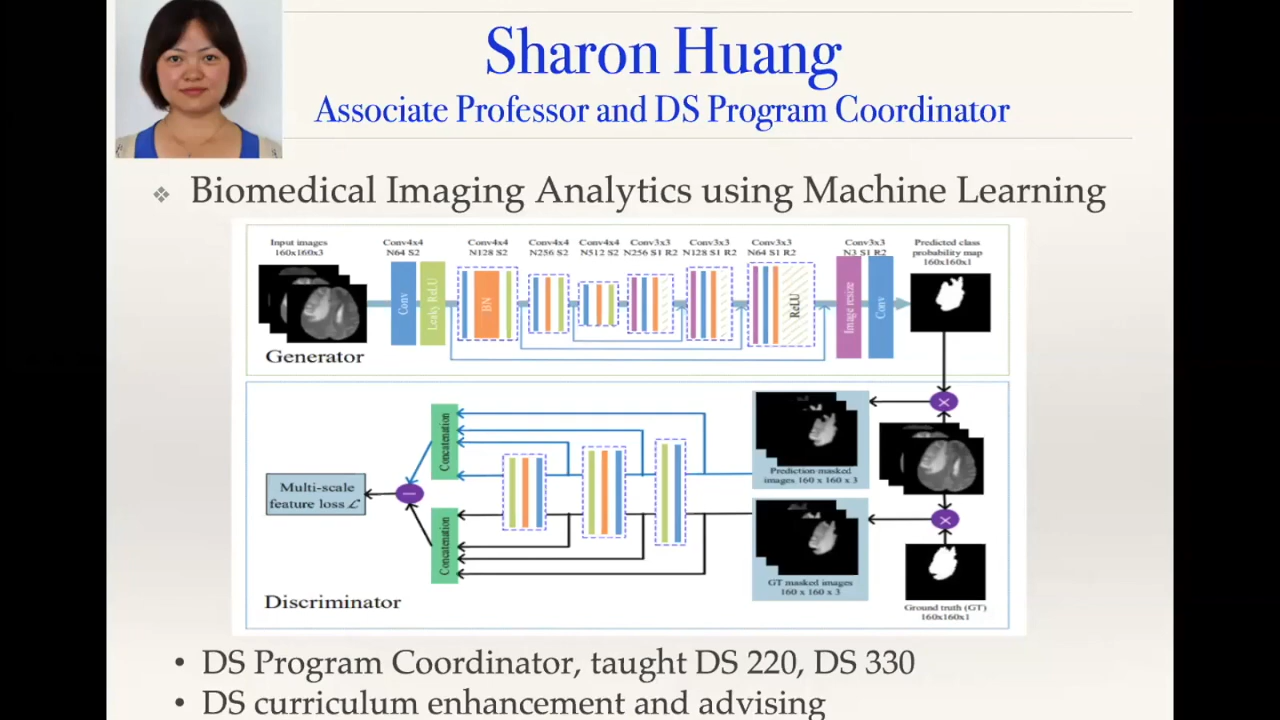 Sharon Huang
Associate Professor and DS Program Coordinator
❖ Biomedical Imaging Analytics using Machine Learning
Input images
160x160x3
Conv4x4
N64 S2
Conv4x4
N128 S2
Conv4x4
N256 S2
Conv4x4
N512 S2
Conv3x3
N256 S1 R2
Conv3x3
N128 S1 R2
Conv3x3
N64 S1 R2
Conv3x3
N3 S1 R2
Predicted class
probability map
160x160x1
Conv
Leaky ReLU
BN
ReLU
Image resize
Conv
Generator
Concatenation
Prediction masked
images 160 x 160 x 3
Multi-scale
feature loss ℒ
Concatenation
GT masked images
160 x 160 x 3
Discriminator
Ground truth (GT)
160x160x1
• DS Program Coordinator, taught DS 220, DS 330
• DS curriculum enhancement and advising